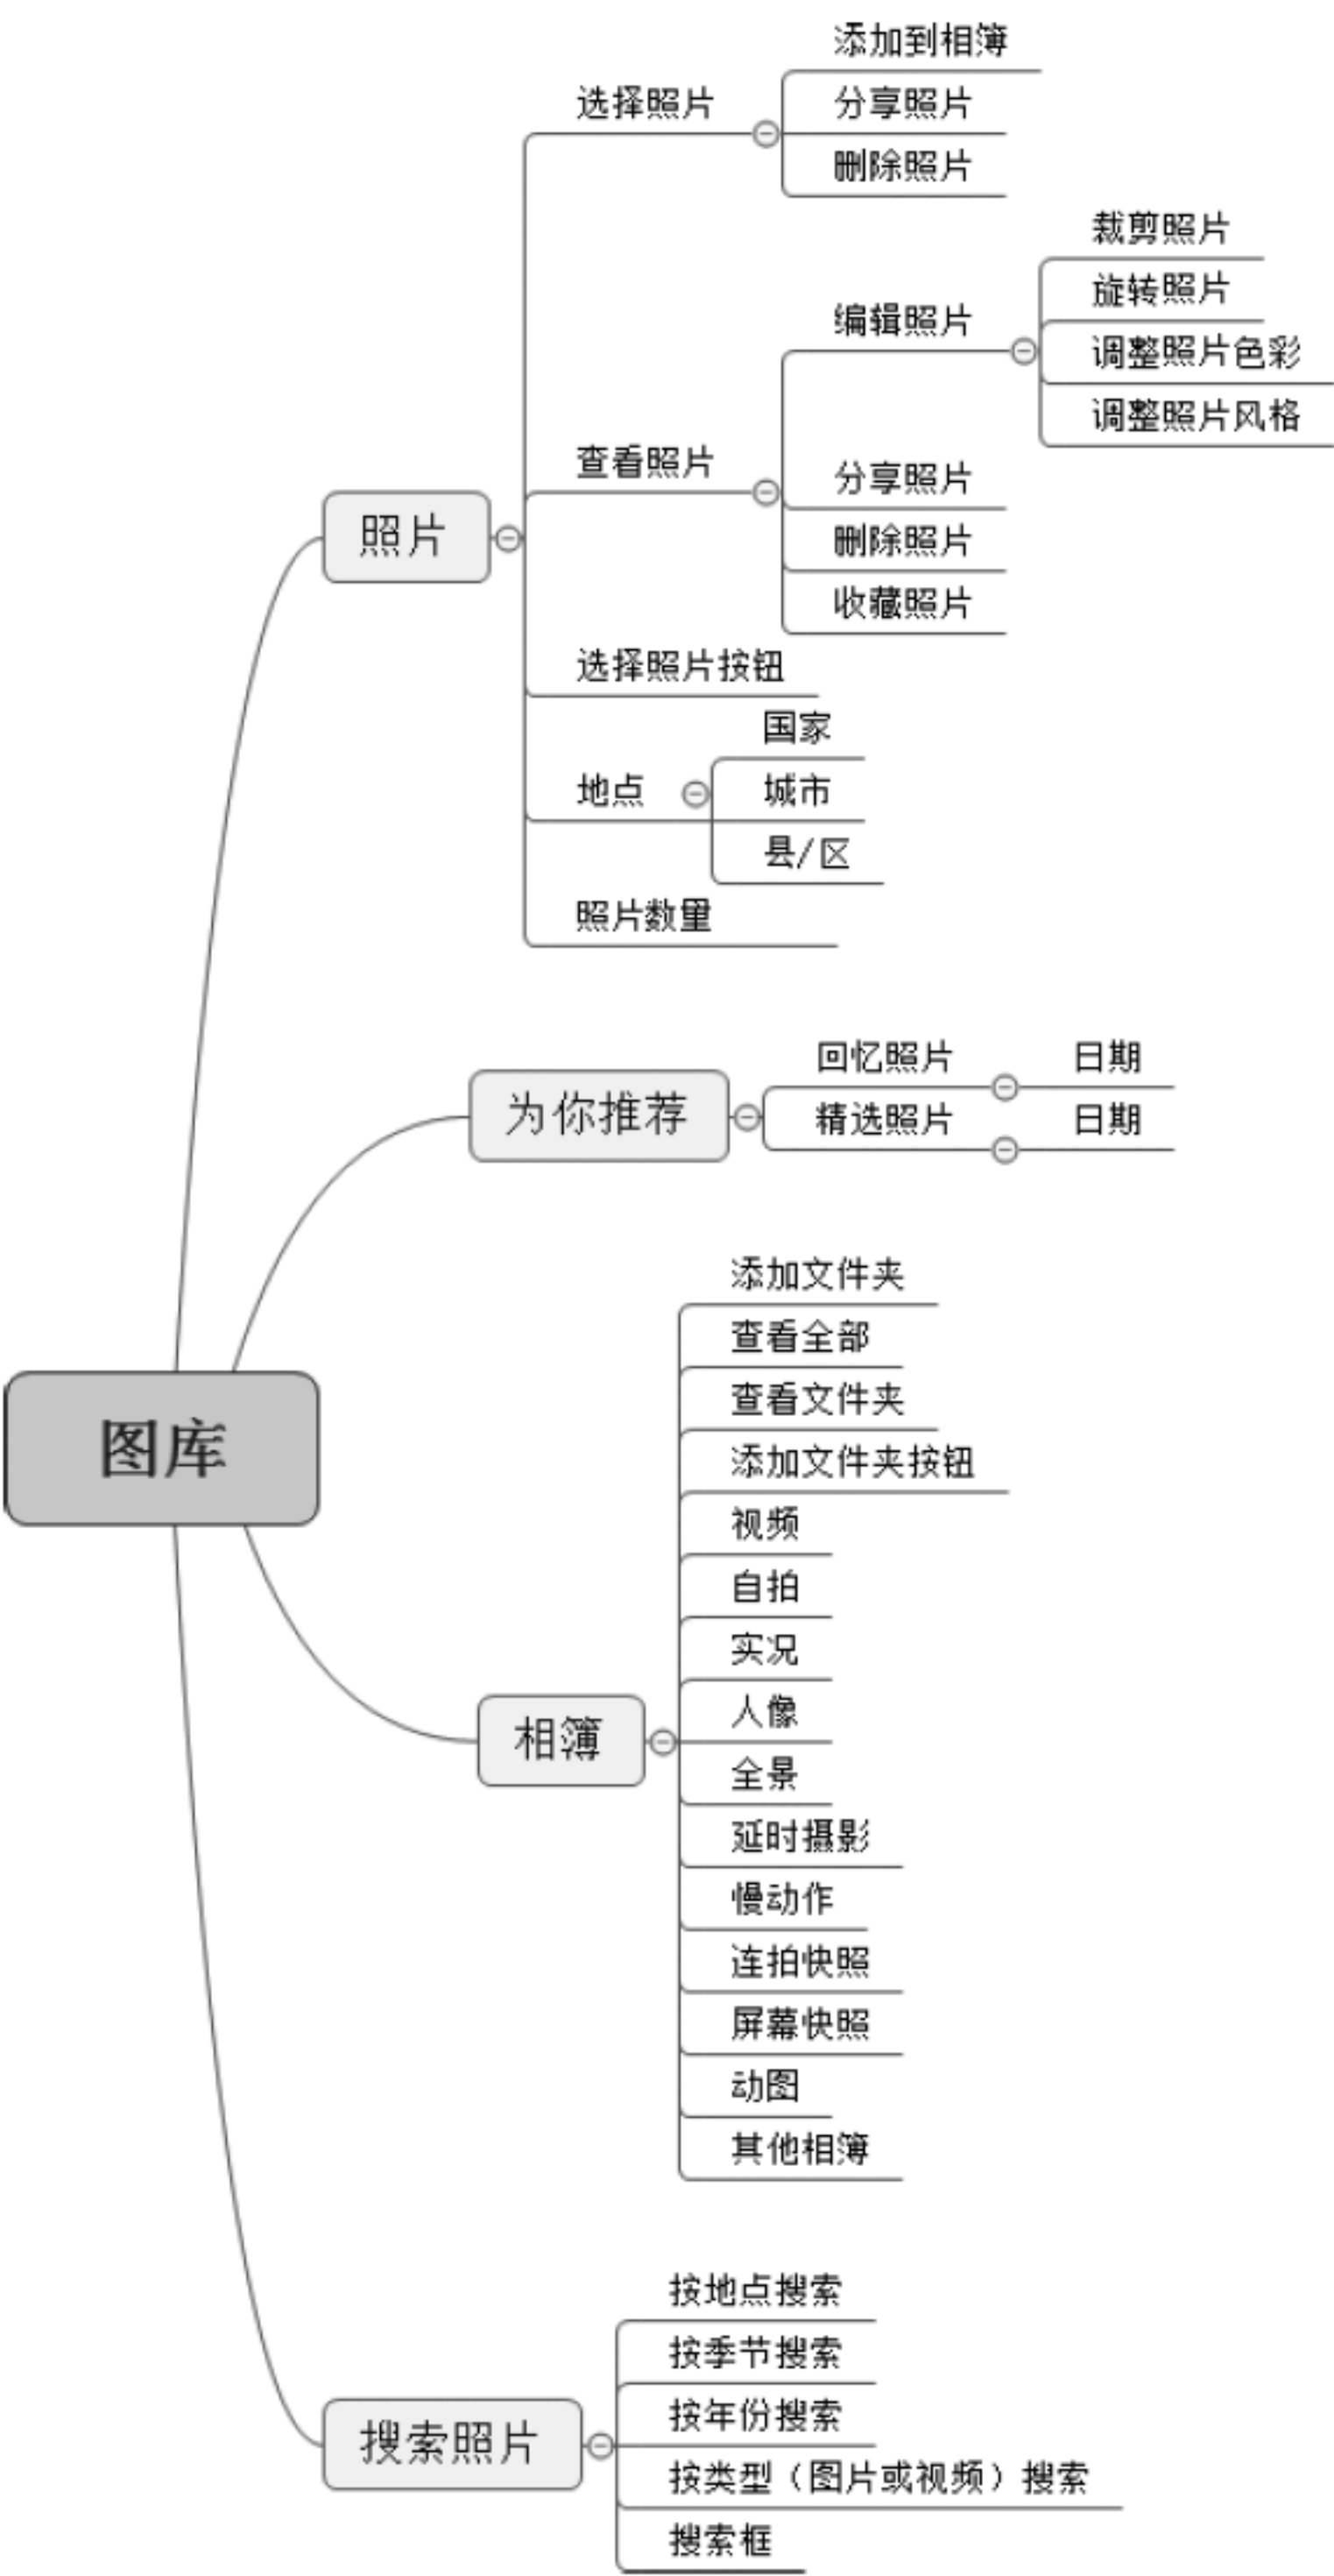 添加到相簿
选择照片
分享照片
删除照片
裁剪照片
旋转照片
编辑照片
调整照片色彩
调整照片风格
查看照片
分享照片
照片
删除照片
收藏照片
选择照片按钮
国家
地点
城市
县/区
照片数量
回忆照片
日期
为你推荐
精选照片
日期
添加文件夹
查看全部
查看文件夹
图库
添加文件夹按钮
视频
自拍
实况
人像
相簿
全景
延时摄影
慢动作
连拍快照
屏幕快照
动图
其他相簿
按地点搜索
按季节搜索
按年份搜索
搜索照片
按类型（图片或视频）搜索
搜索框